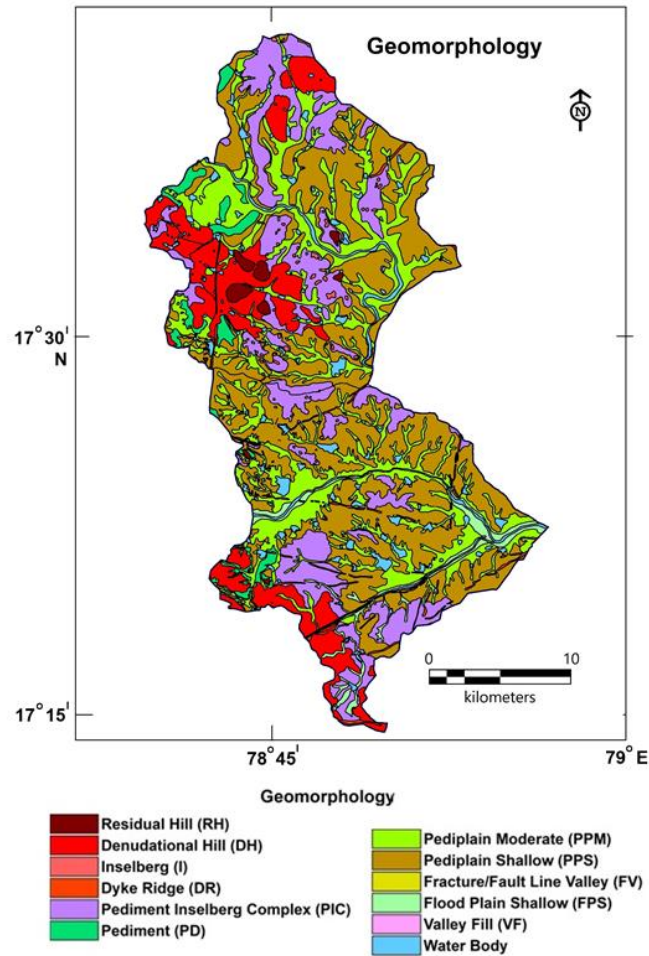 Geomorphology
N
17° 30' N
0 10
kilometers
17° 15'
78° 45'
79° E
Geomorphology
Residual Hill (RH)
Denudational Hill (DH)
Inselberg (I)
Dyke Ridge (DR)
Pediment Inselberg Complex (PIC)
Pediment (PD)
Pediplain Moderate (PPM)
Pediplain Shallow (PPS)
Fracture/Fault Line Valley (FV)
Flood Plain Shallow (FPS)
Valley Fill (VF)
Water Body